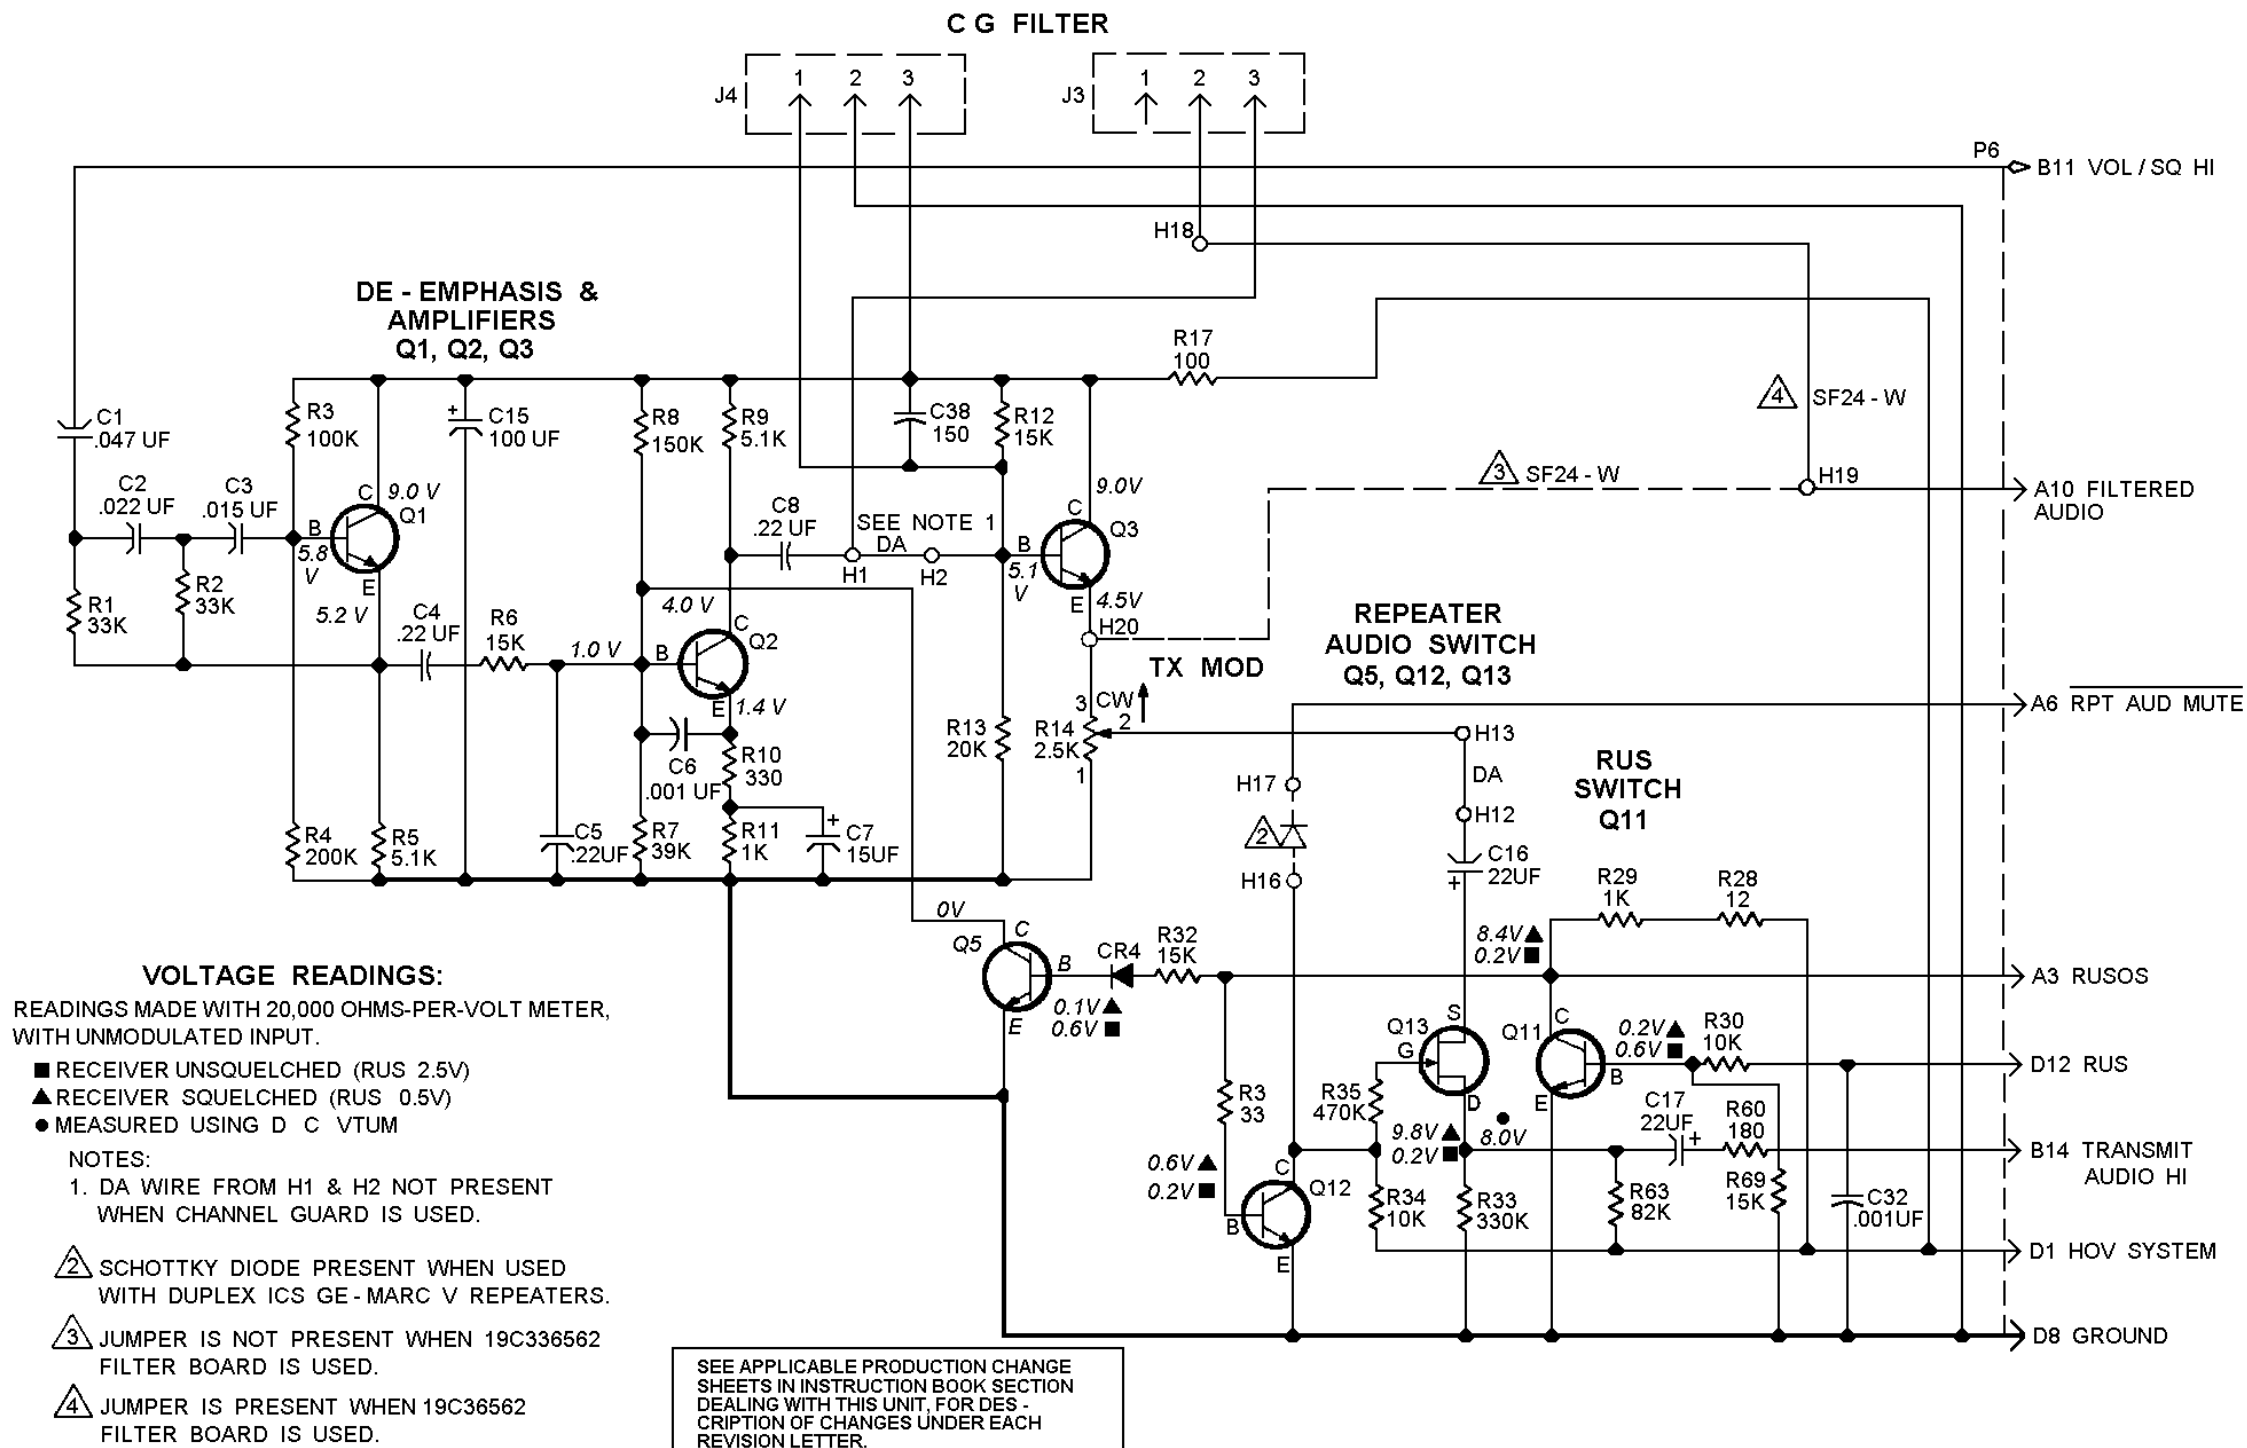 C G FILTER
J4
1 2 3
J3
1 2 3
P6
B11 VOL / SQ HI
H18
DE - EMPHASIS &
AMPLIFIERS
Q1, Q2, Q3
R17
100
C1
.047 UF
R3
100K
C15
100 UF
+
R8
150K
R9
5.1K
C38
150
R12
15K
4
SF24 - W
3
SF24 - W
H19
A10 FILTERED
AUDIO
C2
.022 UF
C3
.015 UF
C
9.0 V
Q1
B
5.8
V
E
5.2 V
R1
33K
R2
33K
C8
.22 UF
SEE NOTE 1
DA
H1
H2
9.0V
C
Q3
B
5.1
V
E
4.5V
H20
C4
.22 UF
R6
15K
1.0 V
4.0 V
C
Q2
B
E
1.4 V
TX MOD
REPEATER
AUDIO SWITCH
Q5, Q12, Q13
3
CW
2
R14
2.5K
1
R13
20K
A6 RPT AUD MUTE
H13
DA
H12
H17
2
H16
RUS
SWITCH
Q11
C6
.001 UF
R10
330
R4
200K
R5
5.1K
C5
.22UF
R7
39K
R11
1K
+
C7
15UF
C16
22UF
+
R29
1K
R28
12
0V
Q5
C
B
E
CR4
R32
15K
0.1V ▲
0.6V ■
8.4V ▲
0.2V ■
A3 RUSOS
S
Q13
G
D
Q11
C
B
E
0.2V ▲
0.6V ■
R30
10K
D12 RUS
R3
33
R35
470K
9.8V ▲
0.2V ■
●
8.0V
C17
22UF
+
R60
180
B14 TRANSMIT
AUDIO HI
0.6V ▲
0.2V ■
C
Q12
B
E
R34
10K
R33
330K
R63
82K
R69
15K
C32
.001UF
D1 HOV SYSTEM
D8 GROUND
VOLTAGE READINGS:
READINGS MADE WITH 20,000 OHMS-PER-VOLT METER,
WITH UNMODULATED INPUT.
■ RECEIVER UNSQUELCHED (RUS 2.5V)
▲ RECEIVER SQUELCHED (RUS 0.5V)
● MEASURED USING D C VTUM
NOTES:
1. DA WIRE FROM H1 & H2 NOT PRESENT
WHEN CHANNEL GUARD IS USED.
2 SCHOTTKY DIODE PRESENT WHEN USED
WITH DUPLEX ICS GE - MARC V REPEATERS.
3 JUMPER IS NOT PRESENT WHEN 19C336562
FILTER BOARD IS USED.
4 JUMPER IS PRESENT WHEN 19C36562
FILTER BOARD IS USED.
SEE APPLICABLE PRODUCTION CHANGE
SHEETS IN INSTRUCTION BOOK SECTION
DEALING WITH THIS UNIT, FOR DES -
CRIPTION OF CHANGES UNDER EACH
REVISION LETTER.